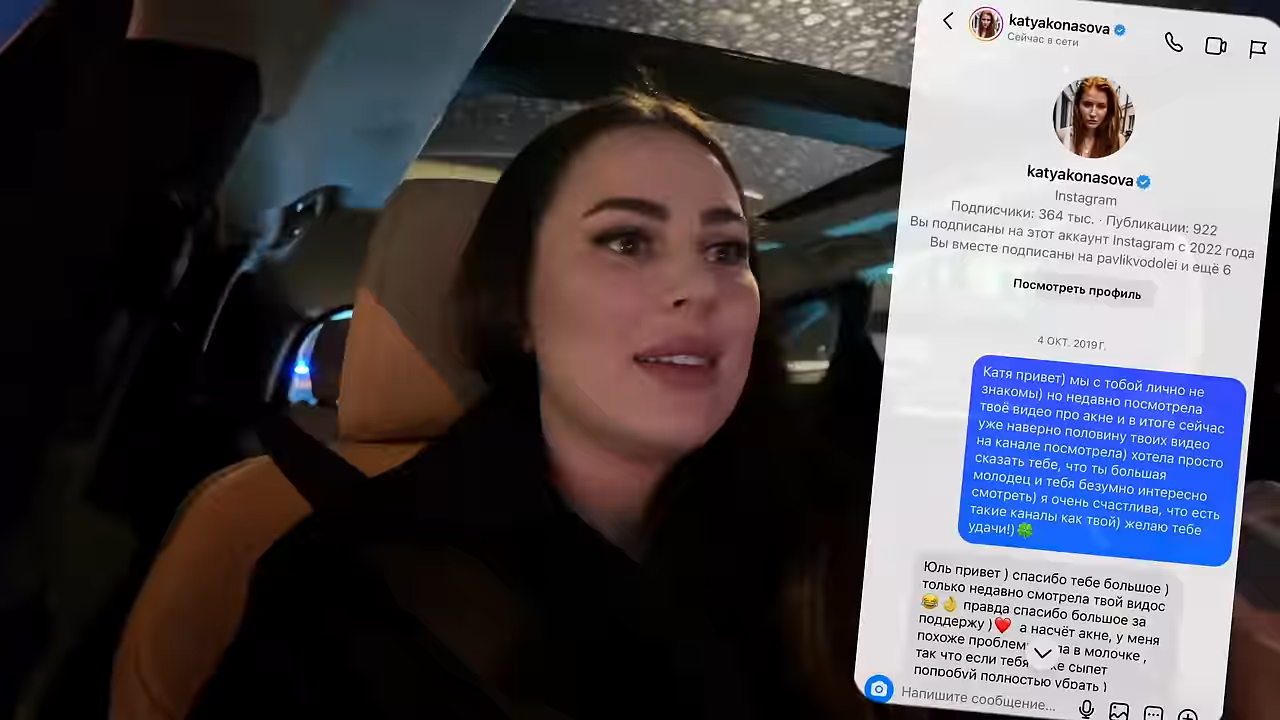 katyakonasova
Сейчас в сети
katyakonasova
Instagram
Подписчики: 364 тыс. · Публикации: 922
Вы подписаны на этот аккаунт Instagram с 2022 года
Вы вместе подписаны на pavlikvodolei и ещё 6
Посмотреть профиль
4 ОКТ. 2019 Г.
Катя привет) мы с тобой лично не
знакомы) но недавно посмотрела
твоё видео про акне и в итоге сейчас
уже наверно половину твоих видео
на канале посмотрела) хотела просто
сказать тебе, что ты большая
молодец и тебя безумно интересно
смотреть) я очень счастлива, что есть
такие каналы как твой) желаю тебе
удачи!)🍀
Юль привет ) спасибо тебе большое )
только недавно смотрела твой видос
😂👌 правда спасибо большое за
поддержу )❤️ а насчёт акне, у меня
похоже в молочке ,
так что если тебя сыпет
попробуй полностью убрать )
Напишите сообщение...